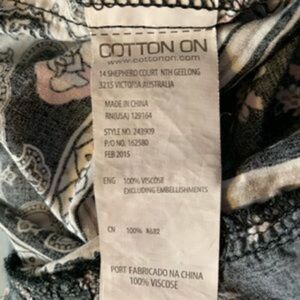 COTTON ON
www.cottonon.com
14 SHEPHERD COURT NTH GEELONG
3215 VICTORIA AUSTRALIA
MADE IN CHINA
RN(USA) 129164
STYLE NO. 243909
P/O NO. 162580
FEB 2015
ENG 100% VISCOSE
EXCLUDING EMBELLISHMENTS
CN 100%
PORT FABRICADO NA CHINA
100% VISCOSE